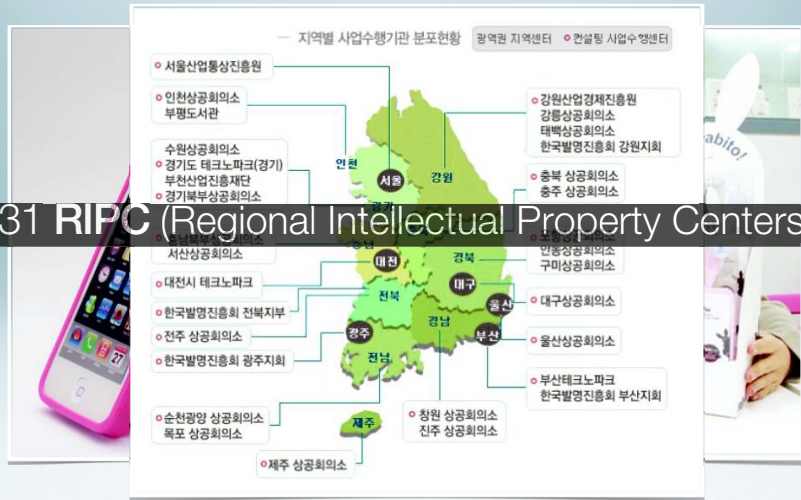 지역별 사업수행기관 분포현황
광역권 지역센터
컨설팅 사업수행센터
서울산업통상진흥원
인천상공회의소
부평도서관
수원상공회의소
경기도 테크노파크(경기)
부천산업진흥재단
경기북부상공회의소
강원산업경제진흥원
강릉상공회의소
태백상공회의소
한국발명진흥회 강원지회
충북 상공회의소
충주 상공회의소
인천
서울
강원
경기
31 RIPC (Regional Intellectual Property Centers
서산상공회의소
대전시 테크노파크
한국발명진흥회 전북지부
전주 상공회의소
한국발명진흥회 광주지회
대전
경북
대구
전북
울산
경남
부산
광주
전남
안동상공회의소
구미상공회의소
대구상공회의소
울산상공회의소
부산테크노파크
한국발명진흥회 부산지회
순천광양 상공회의소
목포 상공회의소
제주
창원 상공회의소
진주 상공회의소
제주 상공회의소
27